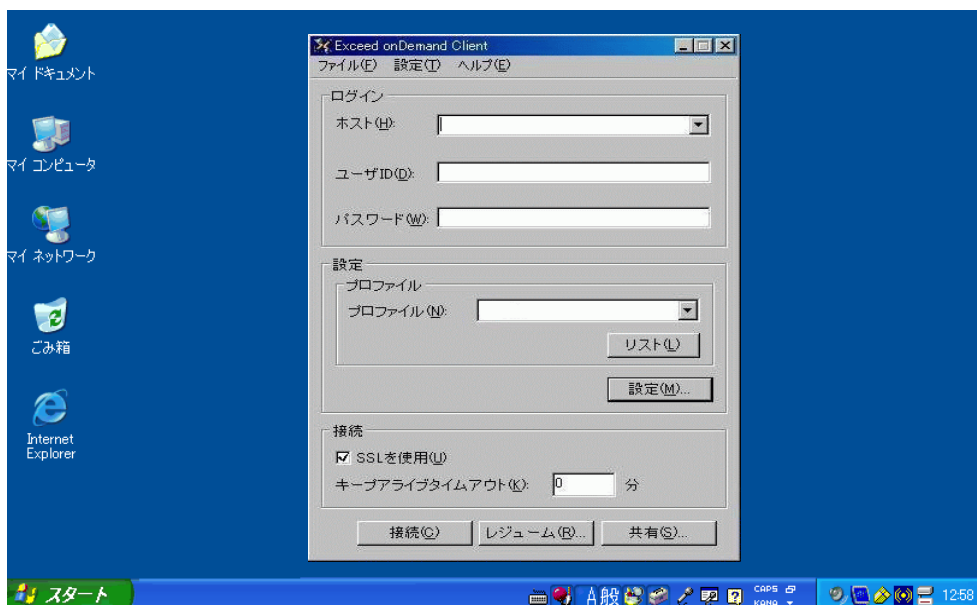 マイ ドキュメント
マイ コンピュータ
マイ ネットワーク
ごみ箱
Internet
Explorer
Exceed onDemand Client
ファイル(F) 設定(T) ヘルプ(E)
ログイン
ホスト(H):
ユーザID(D):
パスワード(W):
設定
プロファイル
プロファイル(N):
リスト(L)
設定(M)...
接続
SSLを使用(U)
キープアライブタイムアウト(K): 0 分
接続(C) レジューム(R)... 共有(S)...
スタート
A般
CAPS
KANA
12:58